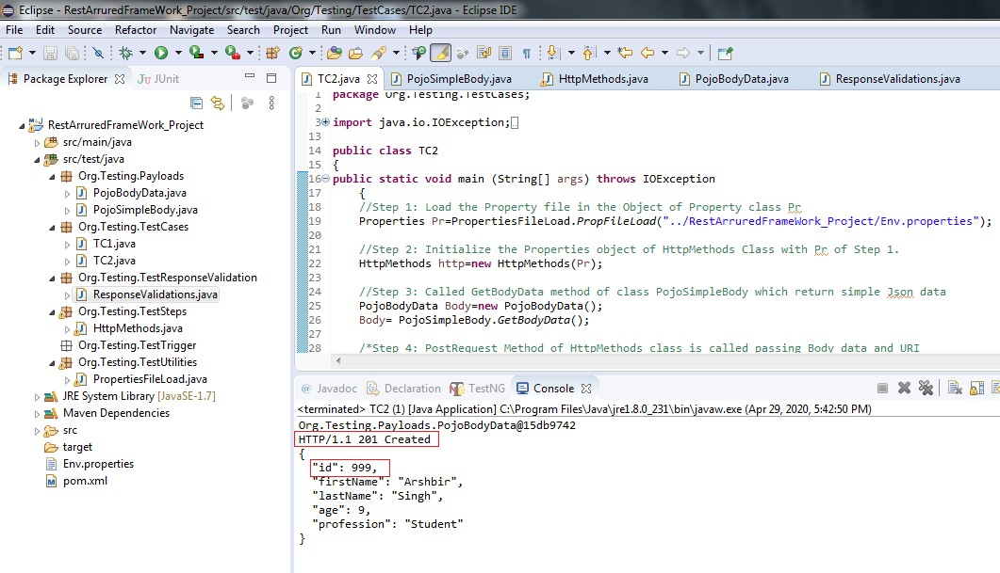 Eclipse - RestArruredFrameWork_Project/src/test/java/Org/Testing/TestCases/TC2.java - Eclipse IDE
File Edit Source Refactor Navigate Search Project Run Window Help
Package Explorer JUnit
RestArruredFrameWork_Project
src/main/java
src/test/java
Org.Testing.Payloads
PojoBodyData.java
PojoSimpleBody.java
Org.Testing.TestCases
TC1.java
TC2.java
Org.Testing.TestResponseValidation
ResponseValidations.java
Org.Testing.TestSteps
HttpMethods.java
Org.Testing.TestTrigger
Org.Testing.TestUtilities
PropertiesFileLoad.java
JRE System Library [JavaSE-1.7]
Maven Dependencies
src
target
Env.properties
pom.xml
TC2.java PojoSimpleBody.java HttpMethods.java PojoBodyData.java ResponseValidations.java
1 package Org.Testing.TestCases;
2
3 import java.io.IOException;
13
14 public class TC2
15 {
16 public static void main (String[] args) throws IOException
17 {
18 //Step 1: Load the Property file in the Object of Property class Pr
19 Properties Pr=PropertiesFileLoad.PropFileLoad("../RestArruredFrameWork_Project/Env.properties");
20
21 //Step 2: Initialize the Properties object of HttpMethods Class with Pr of Step 1.
22 HttpMethods http=new HttpMethods(Pr);
23
24 //Step 3: Called GetBodyData method of class PojoSimpleBody which return simple Json data
25 PojoBodyData Body=new PojoBodyData();
26 Body= PojoSimpleBody.GetBodyData();
27
28 /*Step 4: PostRequest Method of HttpMethods class is called passing Body data and URI
Javadoc Declaration TestNG Console
<terminated> TC2 (1) [Java Application] C:\Program Files\Java\jre1.8.0_231\bin\javaw.exe (Apr 29, 2020, 5:42:50 PM)
Org.Testing.Payloads.PojoBodyData@15db9742
HTTP/1.1 201 Created
{
"id": 999,
"firstName": "Arshbir",
"lastName": "Singh",
"age": 9,
"profession": "Student"
}